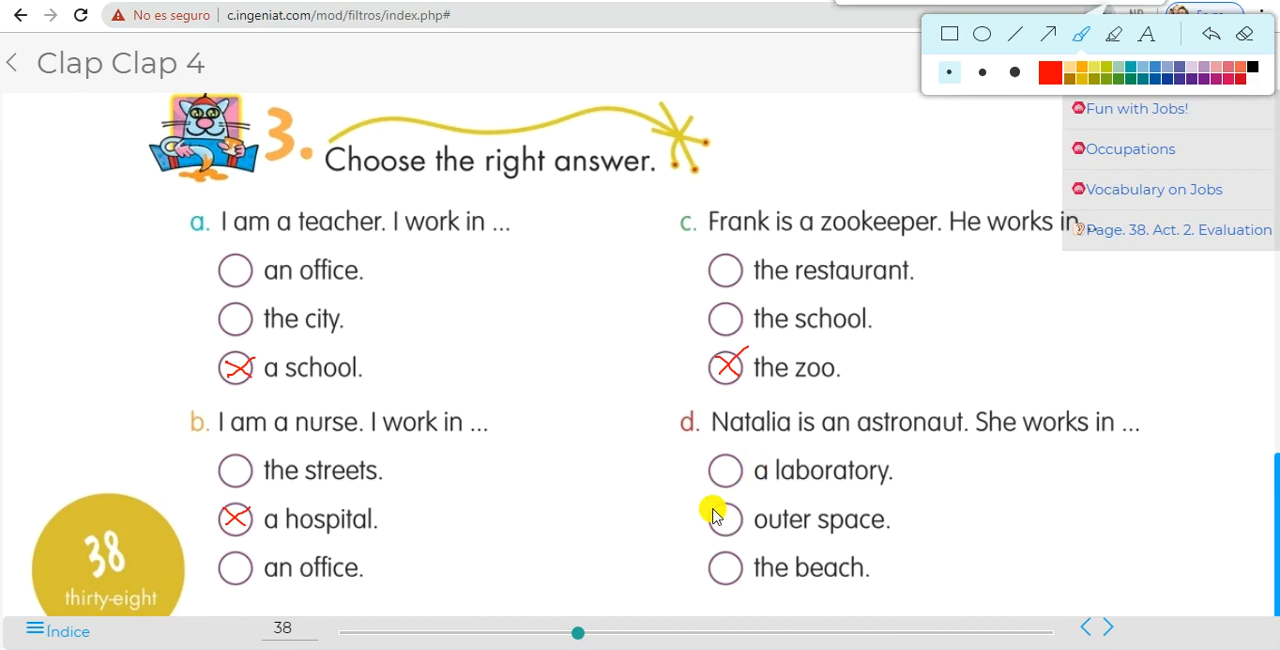 No es seguro | c.ingeniat.com/mod/filtros/index.php#
A
Clap Clap 4
Fun with Jobs!
Occupations
Vocabulary on Jobs
Page. 38. Act. 2. Evaluation
3. Choose the right answer.
a. I am a teacher. I work in ...
an office.
the city.
a school.
b. I am a nurse. I work in ...
the streets.
a hospital.
an office.
c. Frank is a zookeeper. He works in
the restaurant.
the school.
the zoo.
d. Natalia is an astronaut. She works in ...
a laboratory.
outer space.
the beach.
38
thirty-eight
Índice
38